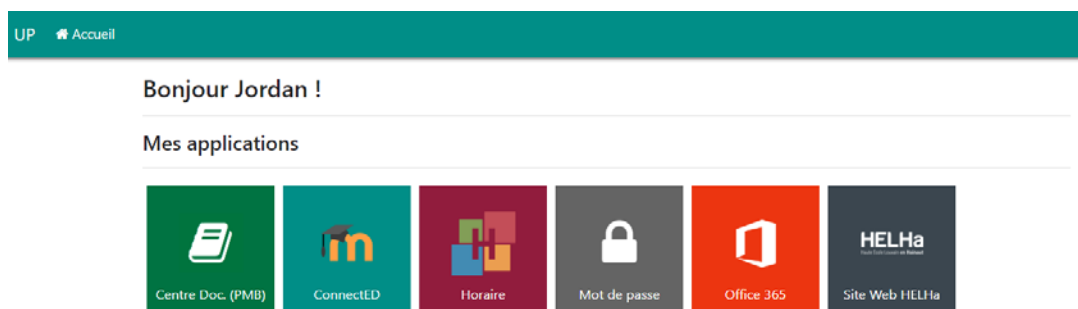 UP Accueil
Bonjour Jordan !
Mes applications
HELHa
Centre Doc. (PMB) ConnectED Horaire Mot de passe Office 365 Site Web HELHa